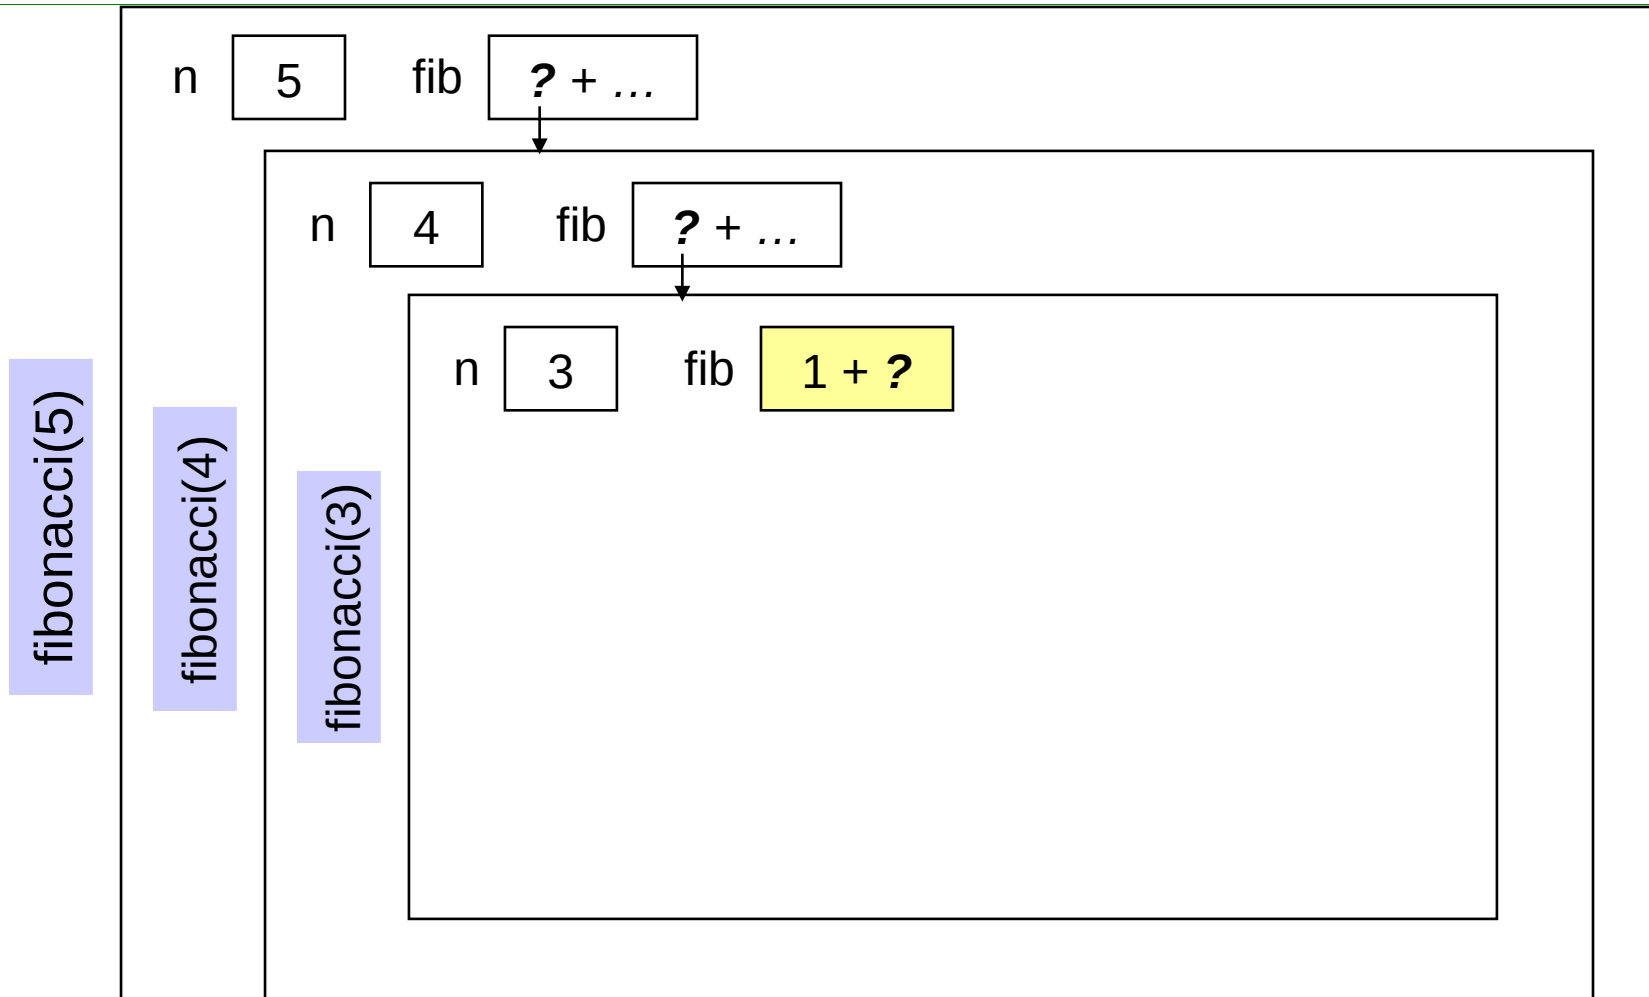 n 5 fib ? + …
n 4 fib ? + …
n 3 fib 1 + ?
fibonacci(5)
fibonacci(4)
fibonacci(3)